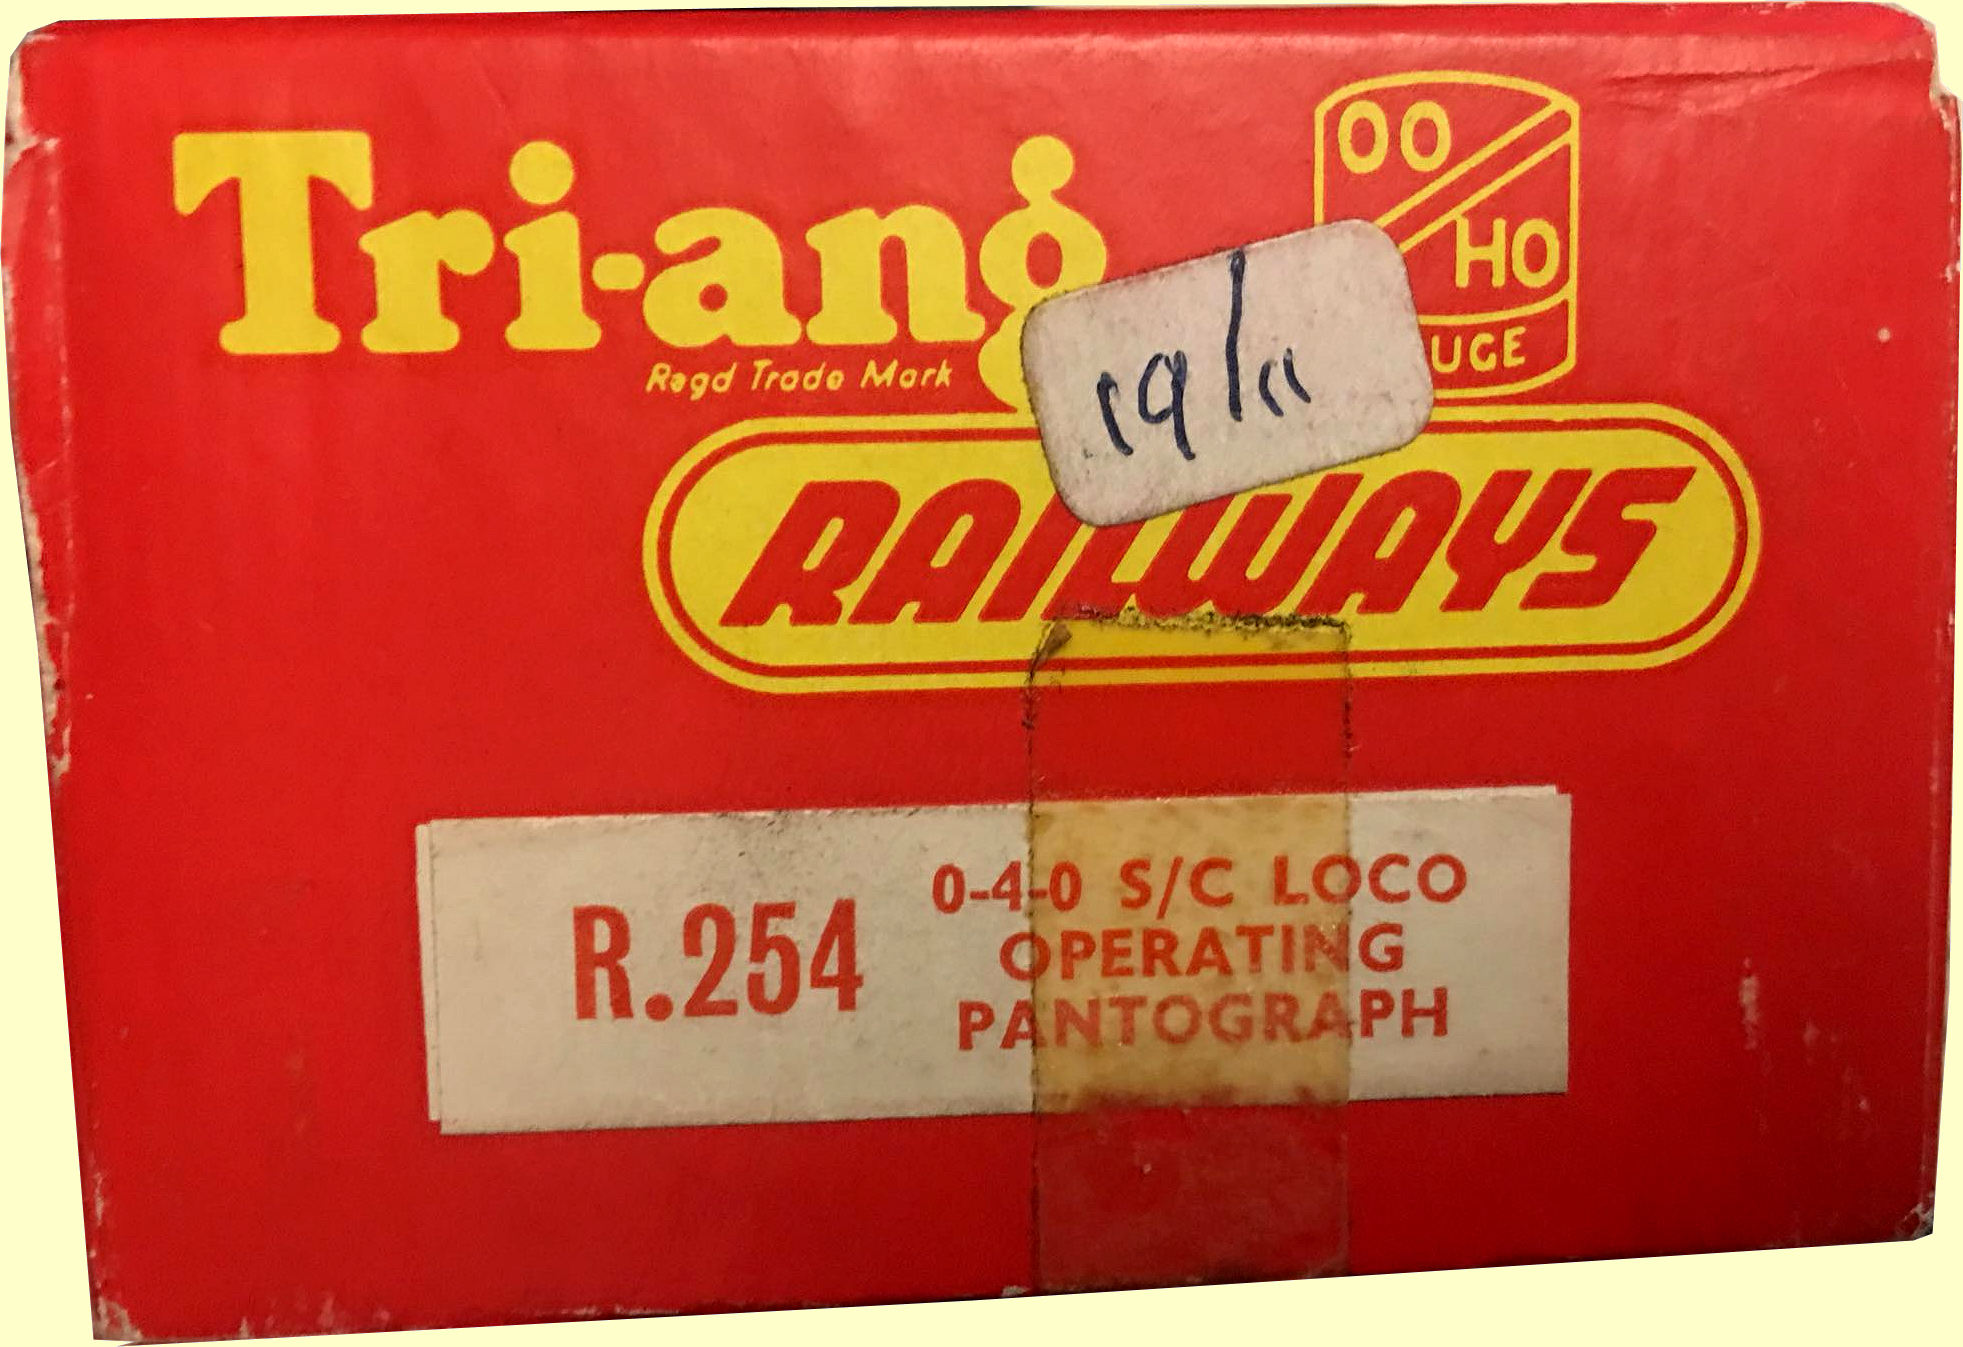 Tri-ang
OO
HO
UGE
Regd Trade Mark
19/11
RAILWAYS
R.254
0-4-0 S/C LOCO
OPERATING
PANTOGRAPH